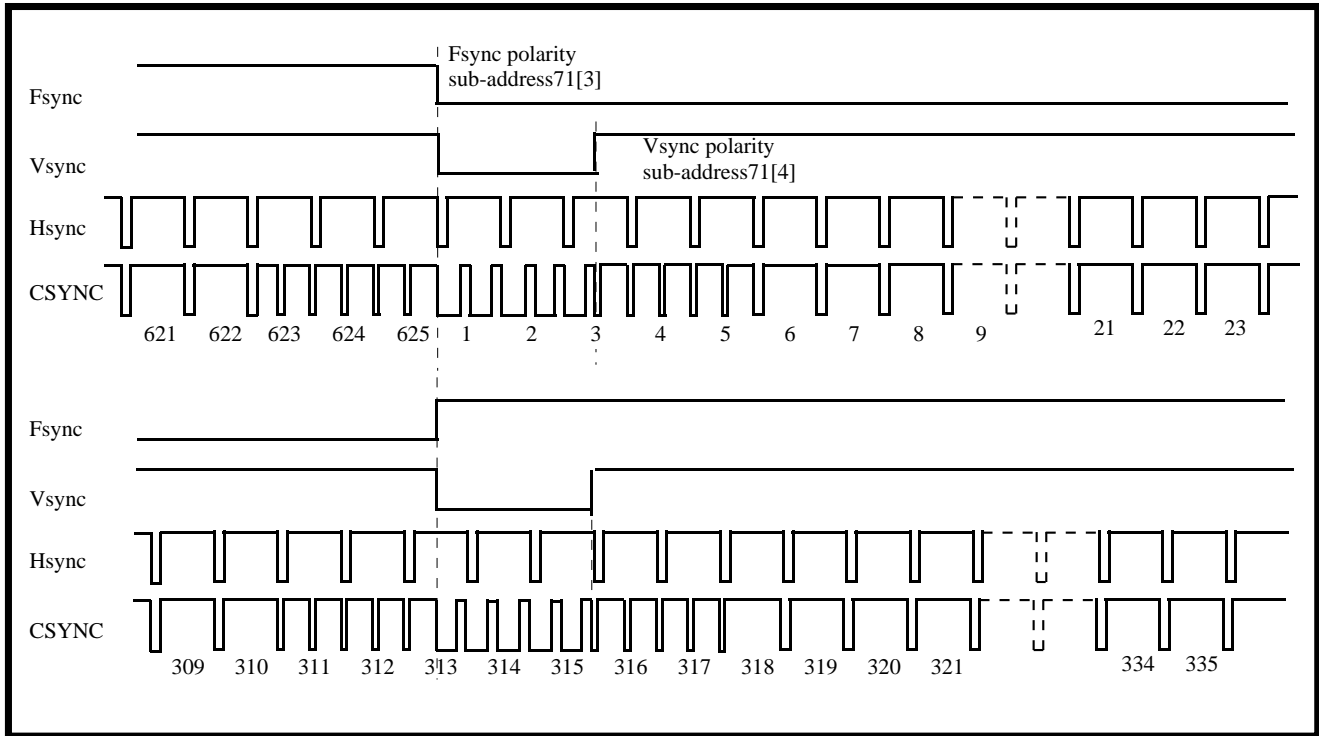 Fsync polarity
sub-address71[3]
Fsync
Vsync
Vsync polarity
sub-address71[4]
Hsync
CSYNC
621 622 623 624 625 1 2 3 4 5 6 7 8 9 21 22 23
Fsync
Vsync
Hsync
CSYNC
309 310 311 312 313 314 315 316 317 318 319 320 321 334 335